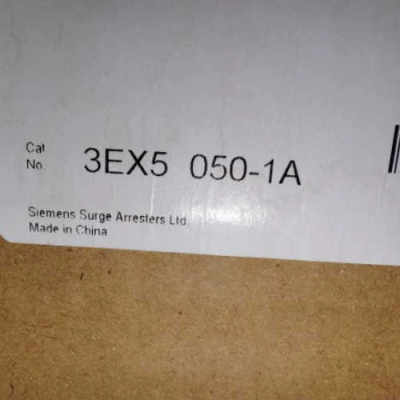 Cat
No.
3EX5 050-1A
Siemens Surge Arresters Ltd.
Made in China